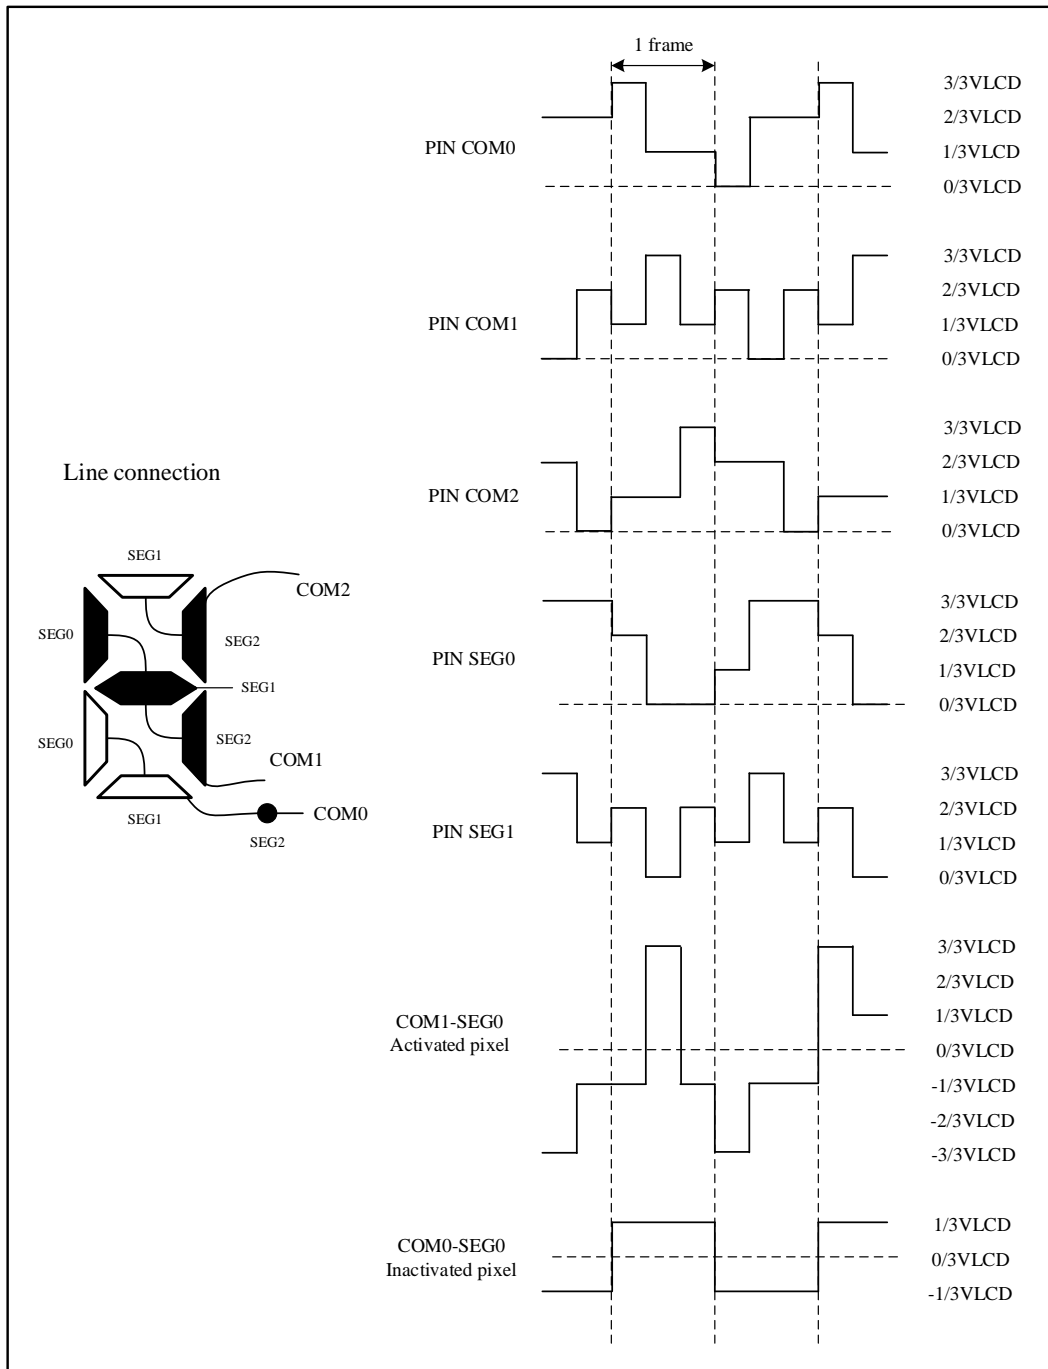 1 frame
PIN COM0
3/3VLCD
2/3VLCD
1/3VLCD
0/3VLCD
PIN COM1
3/3VLCD
2/3VLCD
1/3VLCD
0/3VLCD
PIN COM2
3/3VLCD
2/3VLCD
1/3VLCD
0/3VLCD
Line connection
SEG1
COM2
SEG0
SEG2
SEG1
SEG0
SEG2
COM1
SEG1
COM0
SEG2
PIN SEG0
3/3VLCD
2/3VLCD
1/3VLCD
0/3VLCD
PIN SEG1
3/3VLCD
2/3VLCD
1/3VLCD
0/3VLCD
COM1-SEG0
Activated pixel
3/3VLCD
2/3VLCD
1/3VLCD
0/3VLCD
-1/3VLCD
-2/3VLCD
-3/3VLCD
COM0-SEG0
Inactivated pixel
1/3VLCD
0/3VLCD
-1/3VLCD